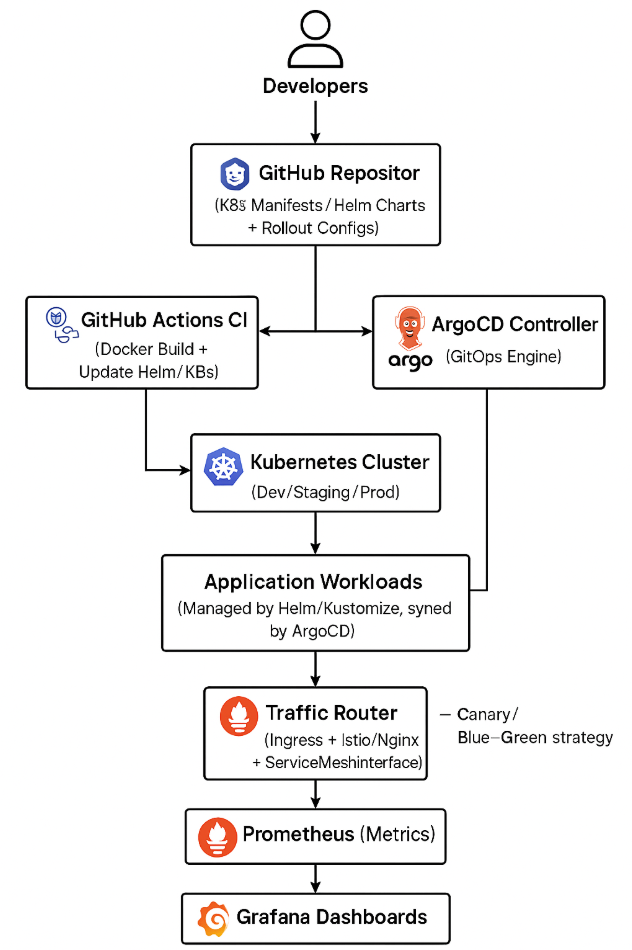 Developers
GitHub Repositor
(K8s Manifests/Helm Charts
+ Rollout Configs)
GitHub Actions CI
(Docker Build +
Update Helm/KBs)
ArgoCD Controller
argo (GitOps Engine)
Kubernetes Cluster
(Dev/Staging/Prod)
Application Workloads
(Managed by Helm/Kustomize, syned
by ArgoCD)
Traffic Router
(Ingress + Istio/Nginx
+ ServiceMeshinterface)
– Canary/
Blue–Green strategy
Prometheus (Metrics)
Grafana Dashboards